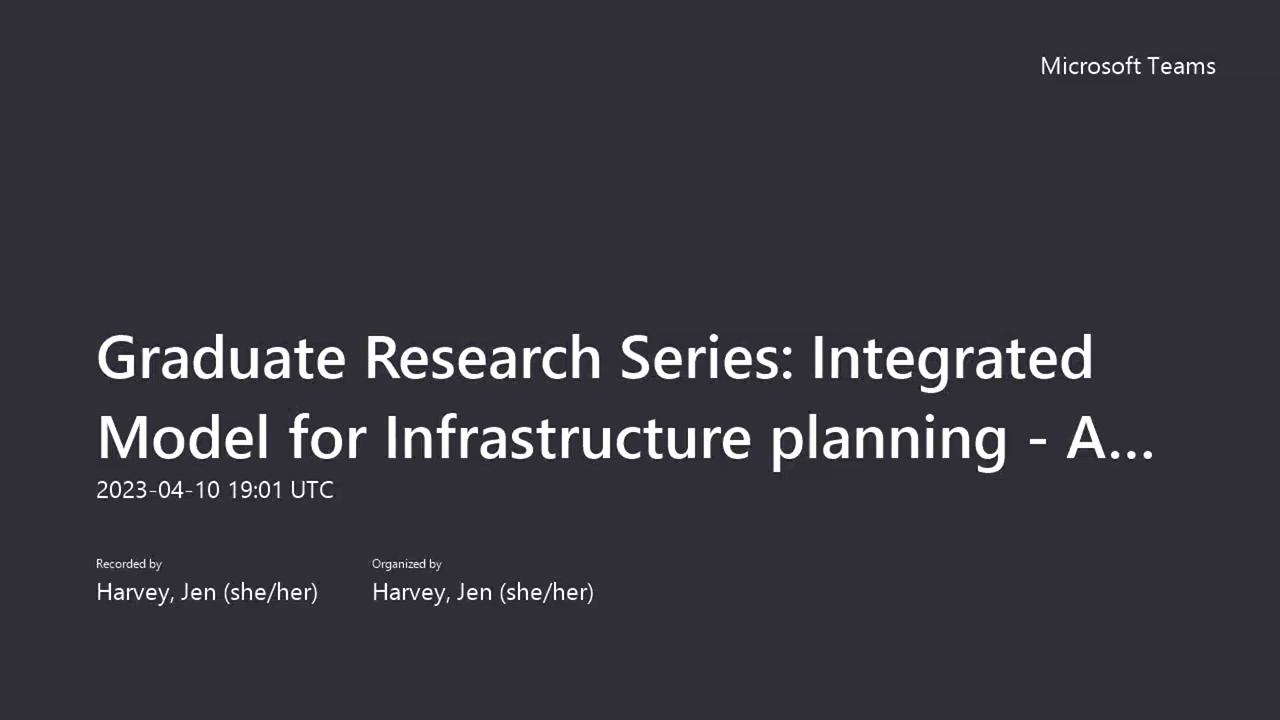 Microsoft Teams
Graduate Research Series: Integrated
Model for Infrastructure planning - A...
2023-04-10 19:01 UTC
Recorded by
Organized by
Harvey, Jen (she/her)
Harvey, Jen (she/her)